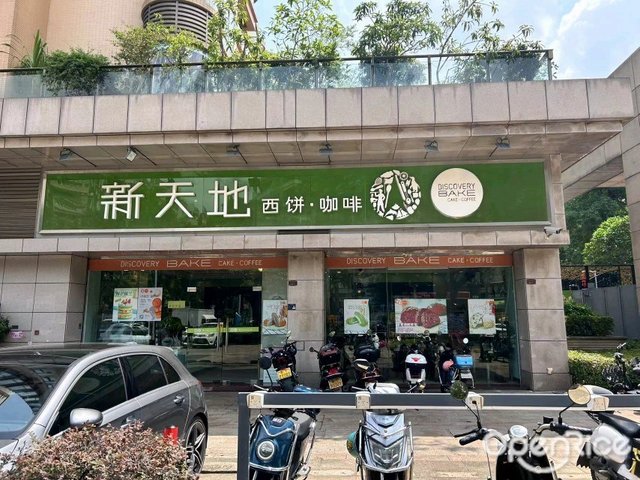 新天地 西饼·咖啡
DISCOVERY
BAKE
CAKE·COFFEE
DISCOVERY BAKE CAKE·COFFEE
DISCOVERY BAKE CAKE·COFFEE
OpenRice